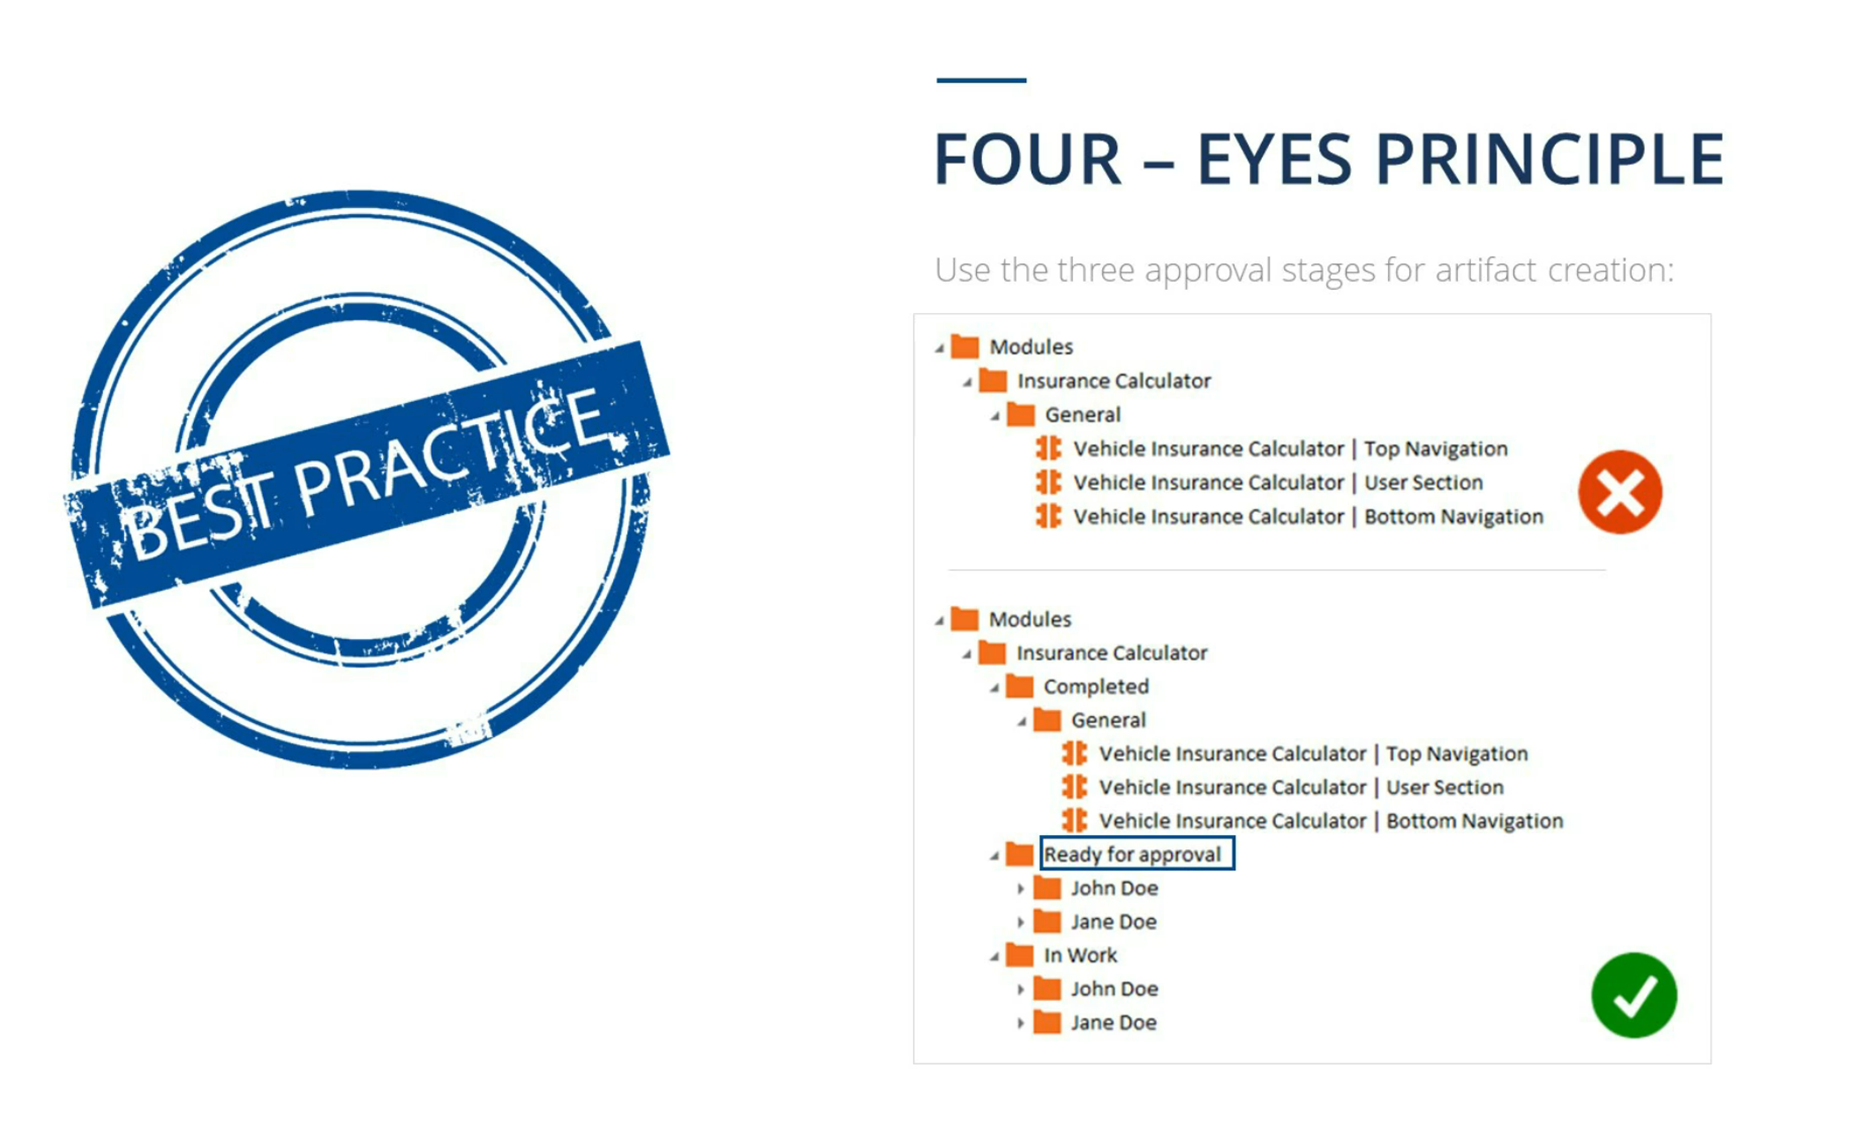 BEST PRACTICE
FOUR – EYES PRINCIPLE
Use the three approval stages for artifact creation:
Modules
Insurance Calculator
General
Vehicle Insurance Calculator | Top Navigation
Vehicle Insurance Calculator | User Section
Vehicle Insurance Calculator | Bottom Navigation
Modules
Insurance Calculator
Completed
General
Vehicle Insurance Calculator | Top Navigation
Vehicle Insurance Calculator | User Section
Vehicle Insurance Calculator | Bottom Navigation
Ready for approval
John Doe
Jane Doe
In Work
John Doe
Jane Doe